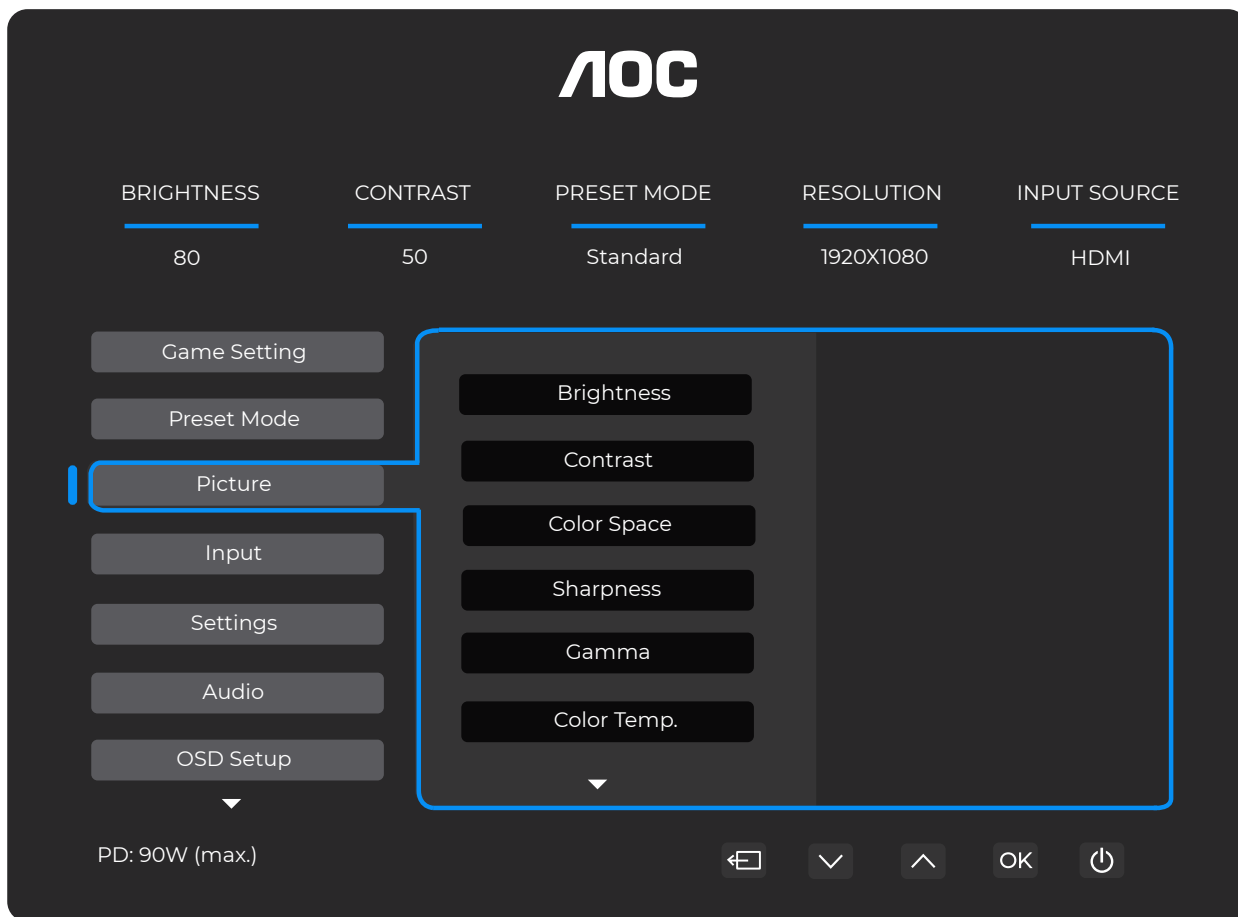 AOC
BRIGHTNESS CONTRAST PRESET MODE RESOLUTION INPUT SOURCE
80 50 Standard 1920X1080 HDMI
Game Setting
Preset Mode
Picture
Input
Settings
Audio
OSD Setup
Brightness
Contrast
Color Space
Sharpness
Gamma
Color Temp.
PD: 90W (max.)
OK